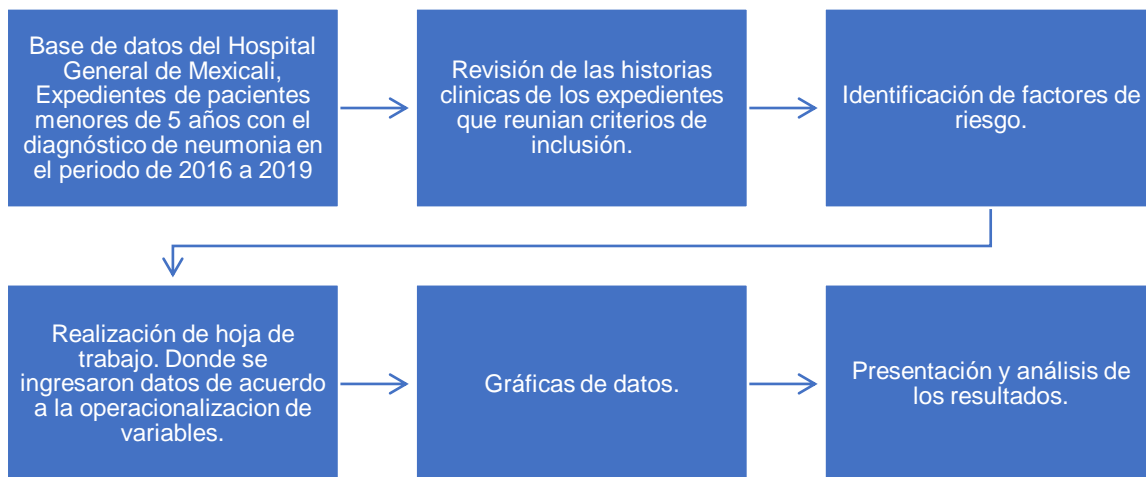 Base de datos del Hospital
General de Mexicali,
Expedientes de pacientes
menores de 5 años con el
diagnóstico de neumonia en
el periodo de 2016 a 2019
Revisión de las historias
clinicas de los expedientes
que reunian criterios de
inclusión.
Identificación de factores de
riesgo.
Realización de hoja de
trabajo. Donde se
ingresaron datos de acuerdo
a la operacionalizacion de
variables.
Gráficas de datos.
Presentación y análisis de
los resultados.